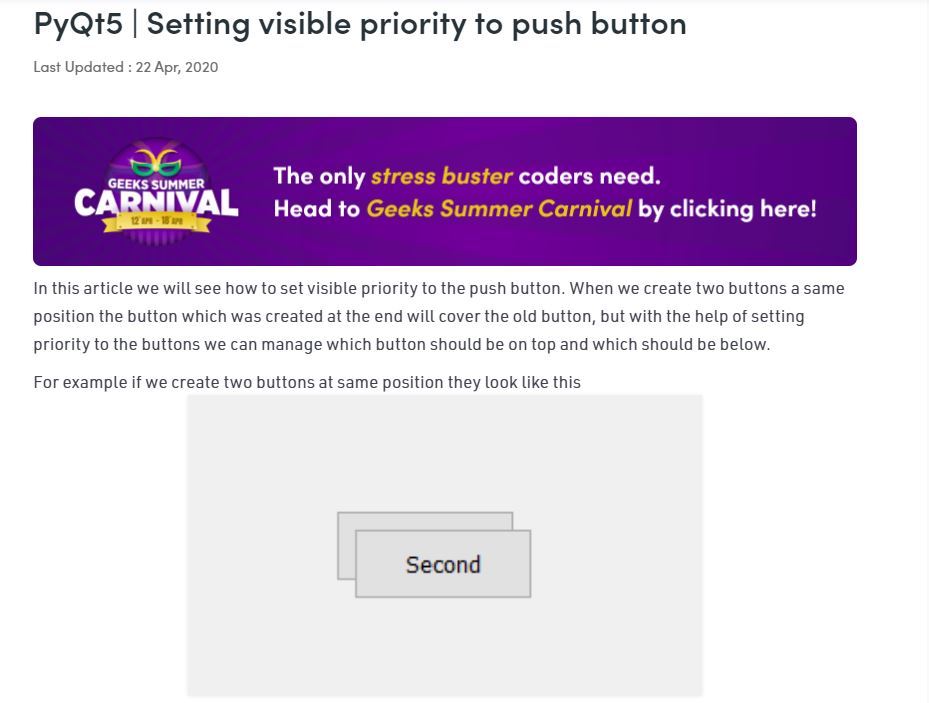 PyQt5 | Setting visible priority to push button
Last Updated : 22 Apr, 2020
GEEKS SUMMER
CARNIVAL
12 APR - 18 APR
The only stress buster coders need.
Head to Geeks Summer Carnival by clicking here!
In this article we will see how to set visible priority to the push button. When we create two buttons a same
position the button which was created at the end will cover the old button, but with the help of setting
priority to the buttons we can manage which button should be on top and which should be below.
For example if we create two buttons at same position they look like this
Second